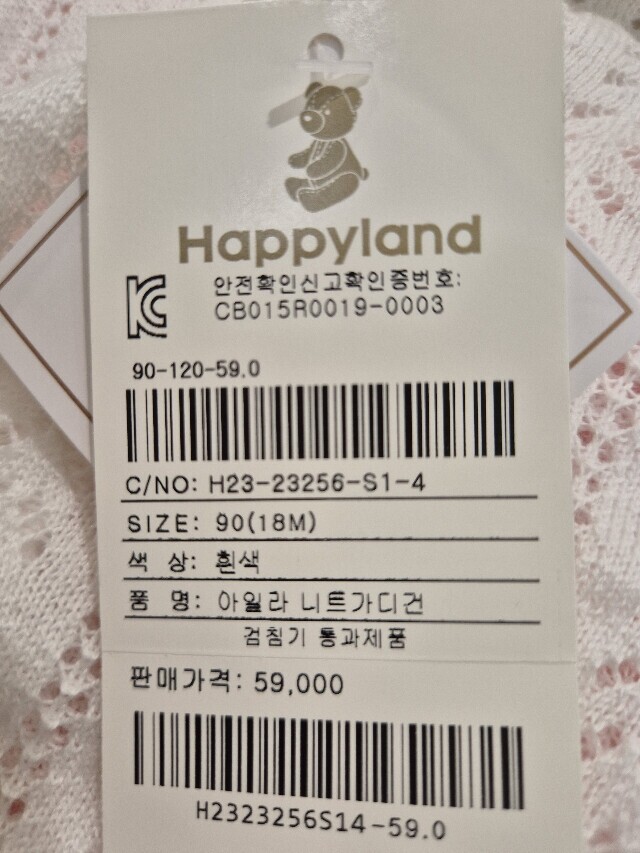 Happyland
안전확인신고확인증번호:
CB015R0019-0003
90-120-59.0
C/NO: H23-23256-S1-4
SIZE: 90(18M)
색 상: 흰색
품 명: 아일라 니트가디건
검침기 통과제품
판매가격: 59,000
H2323256S14-59.0